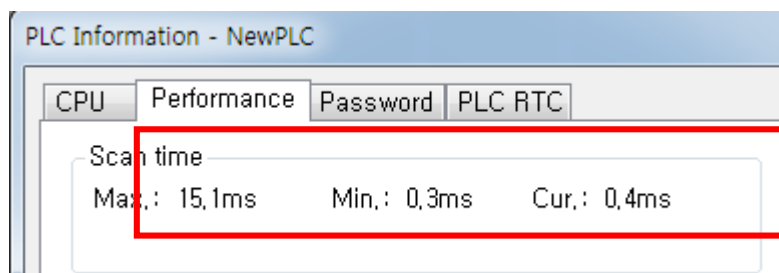 PLC Information - NewPLC
CPU Performance Password PLC RTC
Scan time
Max,: 15,1ms Min,: 0,3ms Cur,: 0,4ms